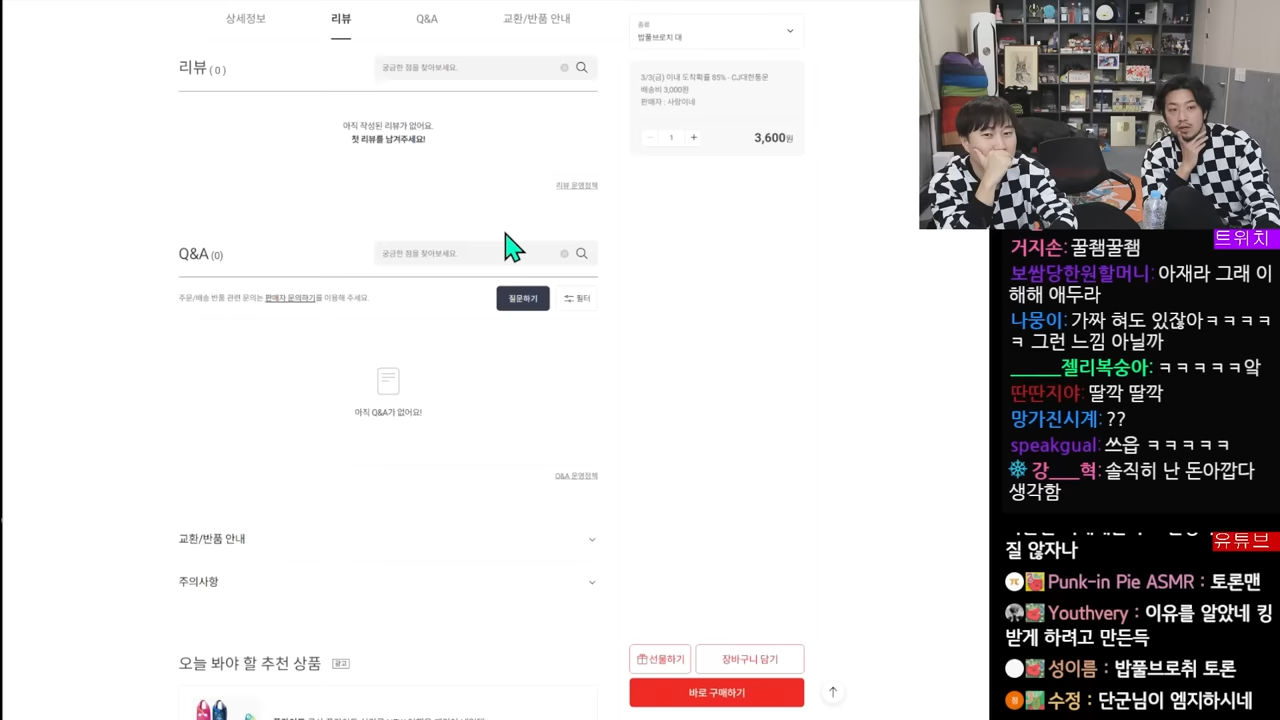 상세정보
리뷰
Q&A
교환/반품 안내
리뷰 ( 0 )
궁금한 점을 찾아보세요.
아직 작성된 리뷰가 없어요.
첫 리뷰를 남겨주세요!
리뷰 운영정책
Q&A (0)
궁금한 점을 찾아보세요.
주문/배송 반품 관련 문의는 판매자 문의하기를 이용해 주세요.
질문하기
필터
아직 Q&A가 없어요!
Q&A 운영정책
교환/반품 안내
주의사항
오늘 봐야 할 추천 상품 광고
종류
밥풀브로치 대
3/3(금) 이내 도착확률 85% - CJ대한통운
배송비 3,000원
판매자 : 사랑이네
1
3,600원
선물하기
장바구니 담기
바로 구매하기
트위치
거지손: 꿀잼꿀잼
보쌈당한원할머니: 아재라 그래 이
해해 애두라
나뭉이: 가짜 혀도 있잖아ㅋㅋㅋㅋ
ㅋ 그런 느낌 아닐까
_____젤리복숭아: ㅋㅋㅋㅋㅋ앜
딴딴지야: 딸깍 딸깍
망가진시계: ??
speakgual: 쓰읍 ㅋㅋㅋㅋㅋ
강___혁: 솔직히 난 돈아깝다
생각함
유튜브
질 않자나
Punk-in Pie ASMR : 토론맨
Youthvery : 이유를 알았네 킹
받게 하려고 만든득
성이름 : 밥풀브로취 토론
수정 : 단군님이 엠지하시네